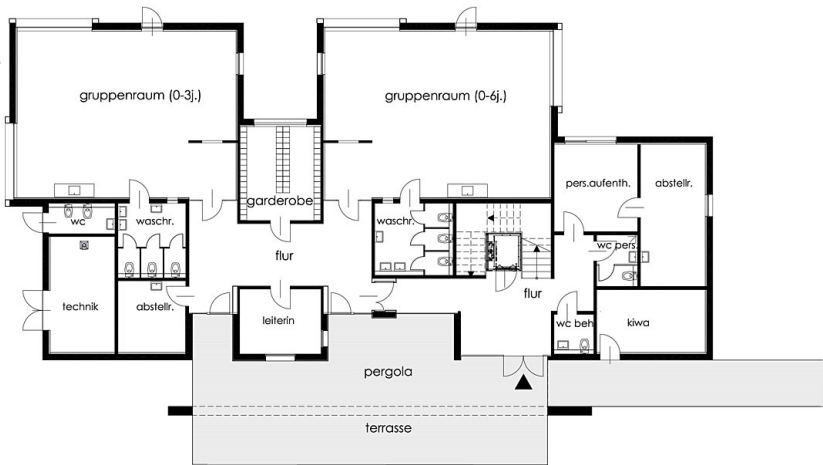 gruppenraum (0-3j.)
gruppenraum (0-6j.)
pers.aufenth.
abstellr.
garderobe
wc
waschr.
waschr.
wc pers.
flur
flur
technik
abstellr.
leiterin
wc beh.
kiwa
pergola
terrasse